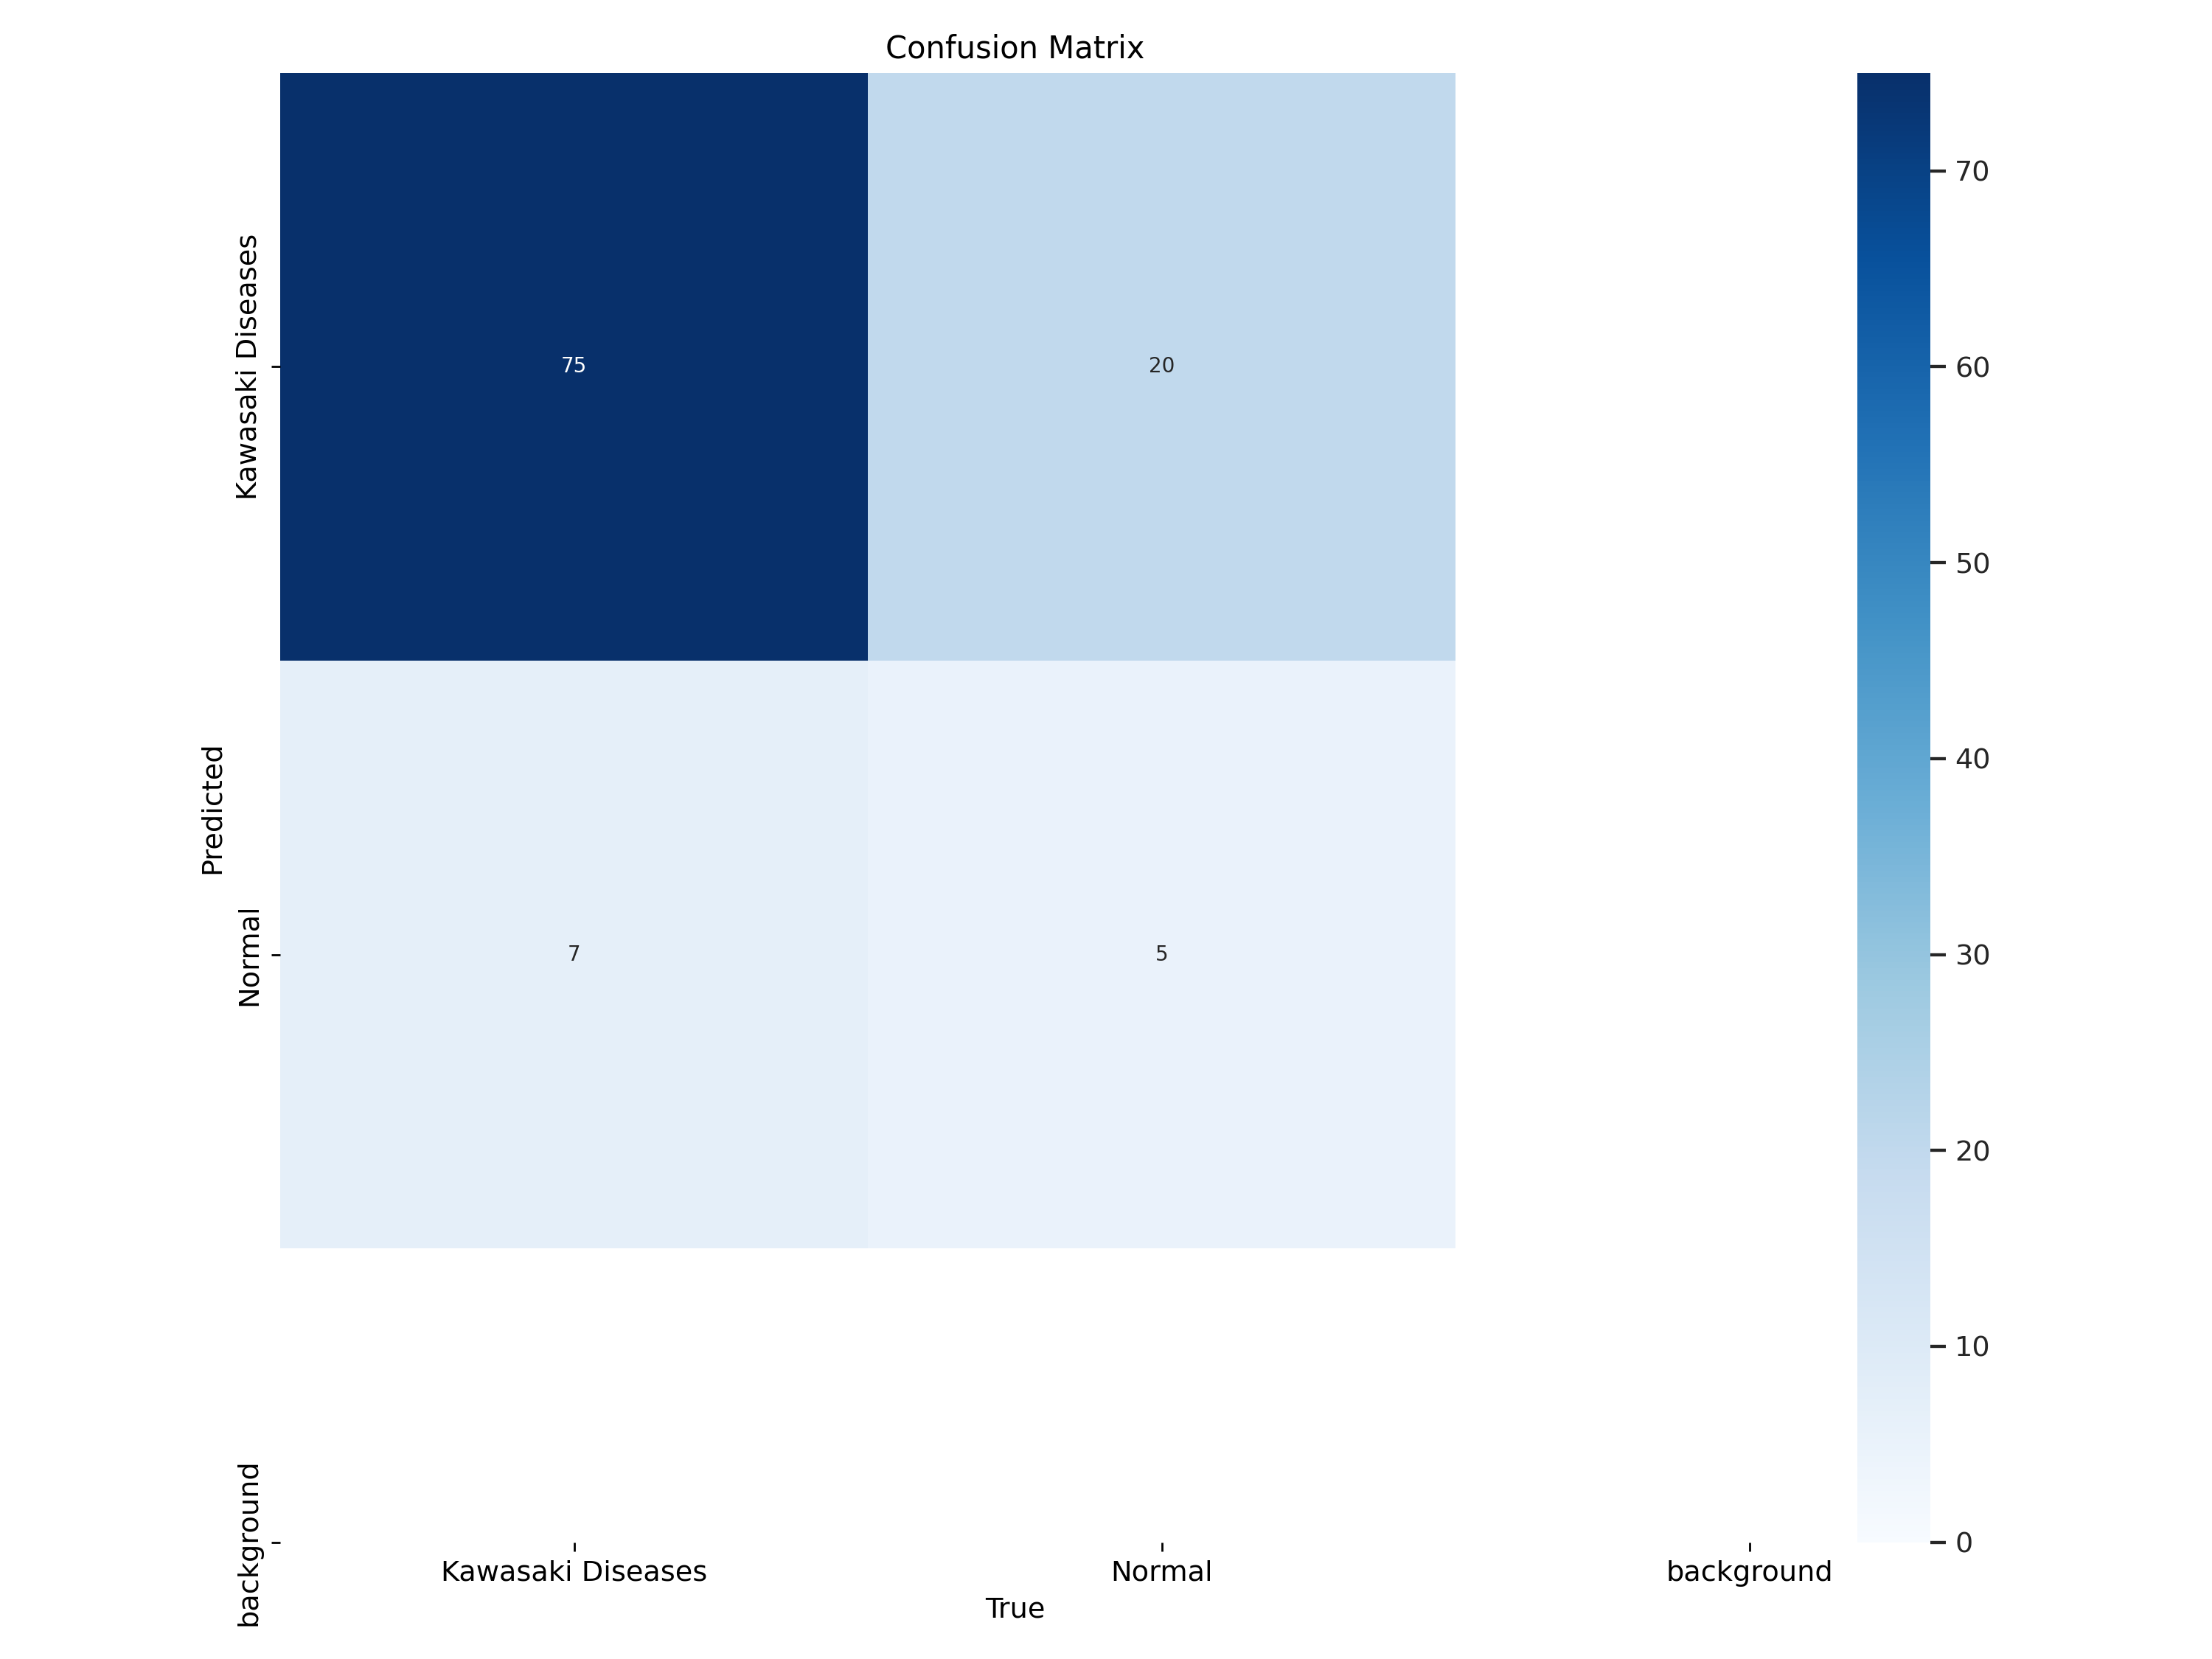 Confusion Matrix
Kawasaki Diseases
75
20
Predicted
Normal
7
5
background
Kawasaki Diseases
Normal
background
True
70
60
50
40
30
20
10
0